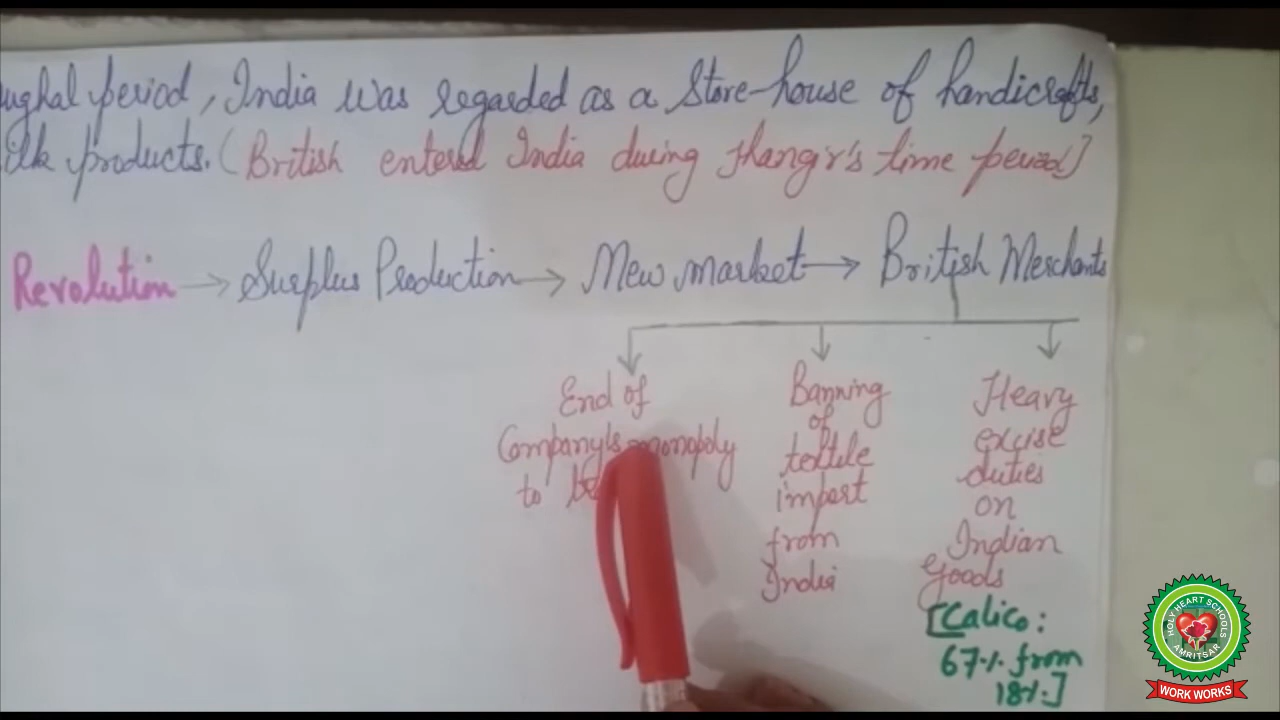 ughal period, India was regarded as a Store-house of handicrafts,
ilk products. (British entered India during Jhangir's time period]
Revolution → Surplus Production → New market → British Merchants
End of
Company's monopoly
to
Banning
of
textile
import
from
India
Heavy
excise
duties
on
Indian
Goods
[Calico:
67% from
18%]
HOLY HEART SCHOOLS
AMRITSAR
WORK WORKS